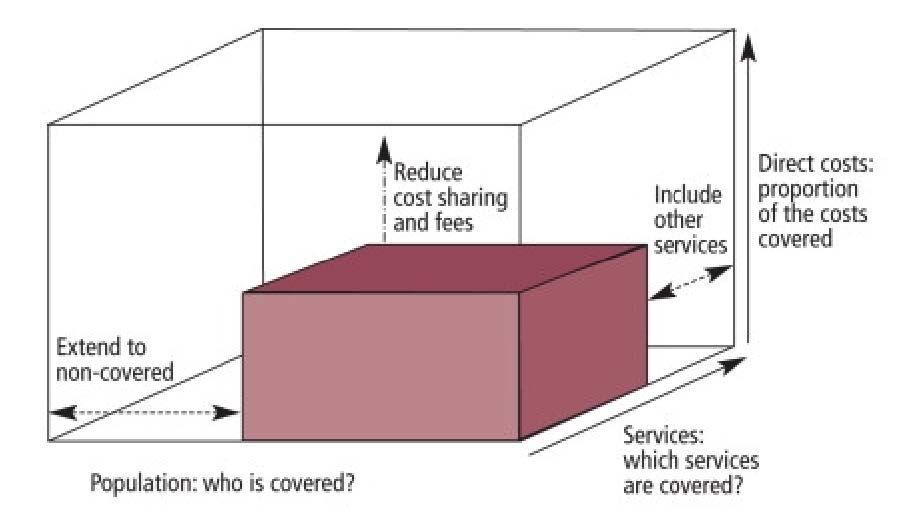 Reduce
cost sharing
and fees
Include
other
services
Direct costs:
proportion
of the costs
covered
Extend to
non-covered
Population: who is covered?
Services:
which services
are covered?